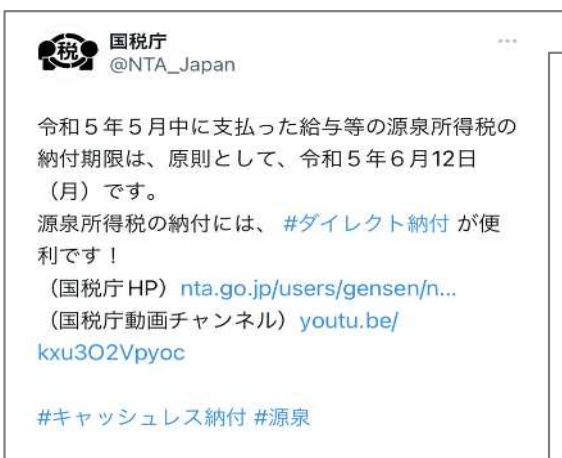 税
国税庁
@NTA_Japan
令和5年5月中に支払った給与等の源泉所得税の
納付期限は、原則として、令和5年6月12日
（月）です。
源泉所得税の納付には、 #ダイレクト納付 が便
利です！
（国税庁HP）nta.go.jp/users/gensen/n...
（国税庁動画チャンネル）youtu.be/
kxu3O2Vpyoc
#キャッシュレス納付 #源泉